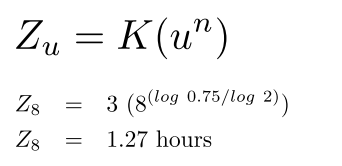 Z_u = K(u^n)
Z_8 = 3 (8^(log 0.75/log 2))
Z_8 = 1.27 hours